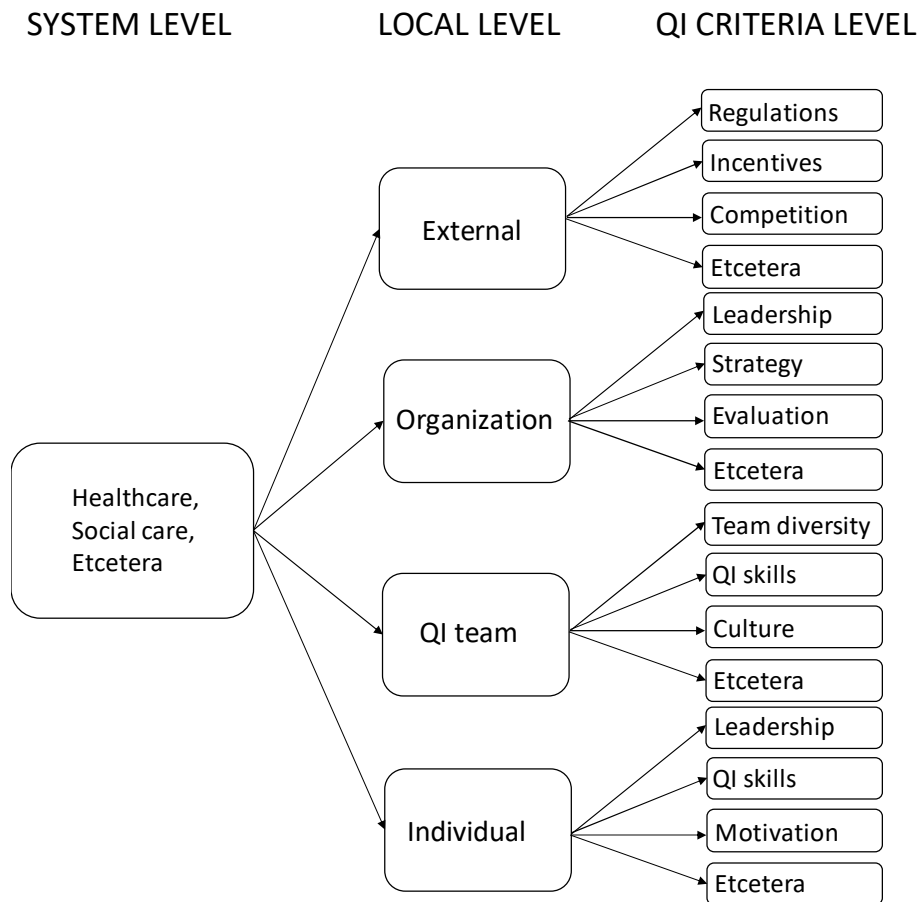 SYSTEM LEVEL
LOCAL LEVEL
QI CRITERIA LEVEL
Healthcare,
Social care,
Etcetera
External
Organization
QI team
Individual
Regulations
Incentives
Competition
Etcetera
Leadership
Strategy
Evaluation
Etcetera
Team diversity
QI skills
Culture
Etcetera
Leadership
QI skills
Motivation
Etcetera